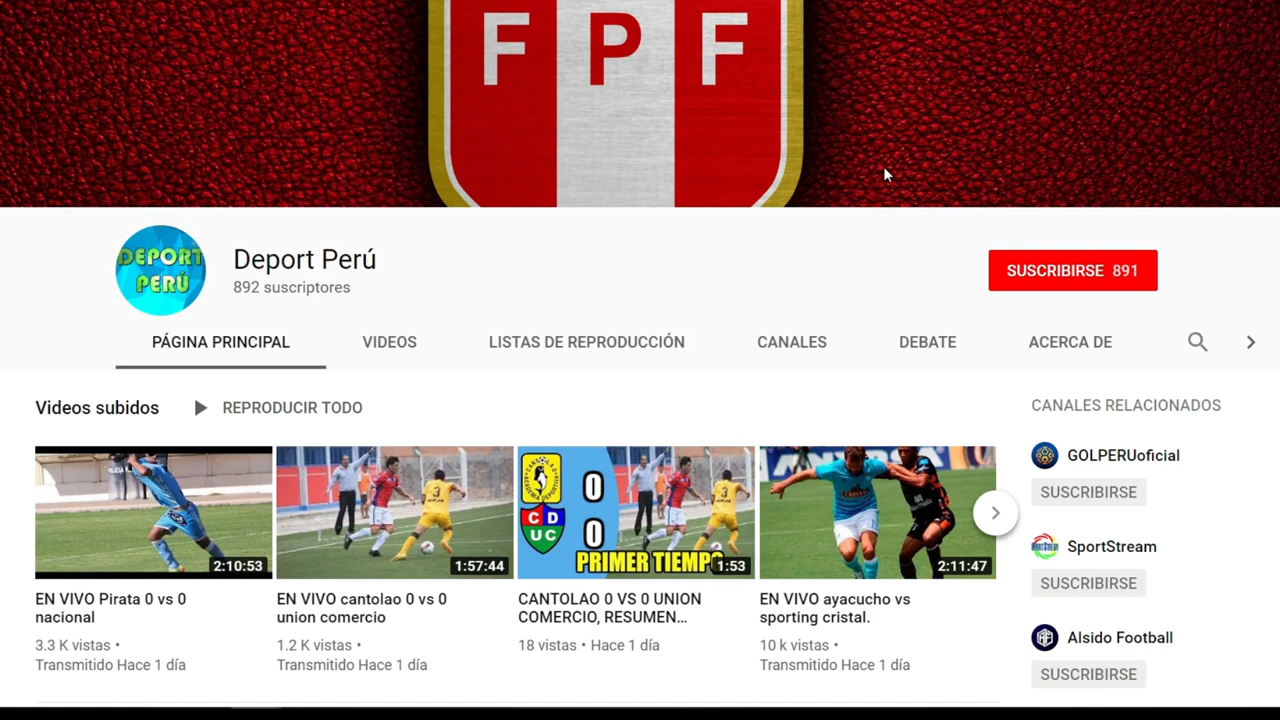 F P F
DEPORT
PERÚ
Deport Perú
892 suscriptores
SUSCRIBIRSE 891
PÁGINA PRINCIPAL
VIDEOS
LISTAS DE REPRODUCCIÓN
CANALES
DEBATE
ACERCA DE
Videos subidos
REPRODUCIR TODO
2:10:53
EN VIVO Pirata 0 vs 0
nacional
3.3 K vistas •
Transmitido Hace 1 día
3
1:57:44
EN VIVO cantolao 0 vs 0
union comercio
1.2 K vistas •
Transmitido Hace 1 día
0
C D
U C
0
3
PRIMER TIEMPO
1:53
CANTOLAO 0 VS 0 UNION
COMERCIO, RESUMEN...
18 vistas • Hace 1 día
2:11:47
EN VIVO ayacucho vs
sporting cristal.
10 k vistas •
Transmitido Hace 1 día
CANALES RELACIONADOS
GOLPERUoficial
SUSCRIBIRSE
SportStream
SUSCRIBIRSE
Alsido Football
SUSCRIBIRSE